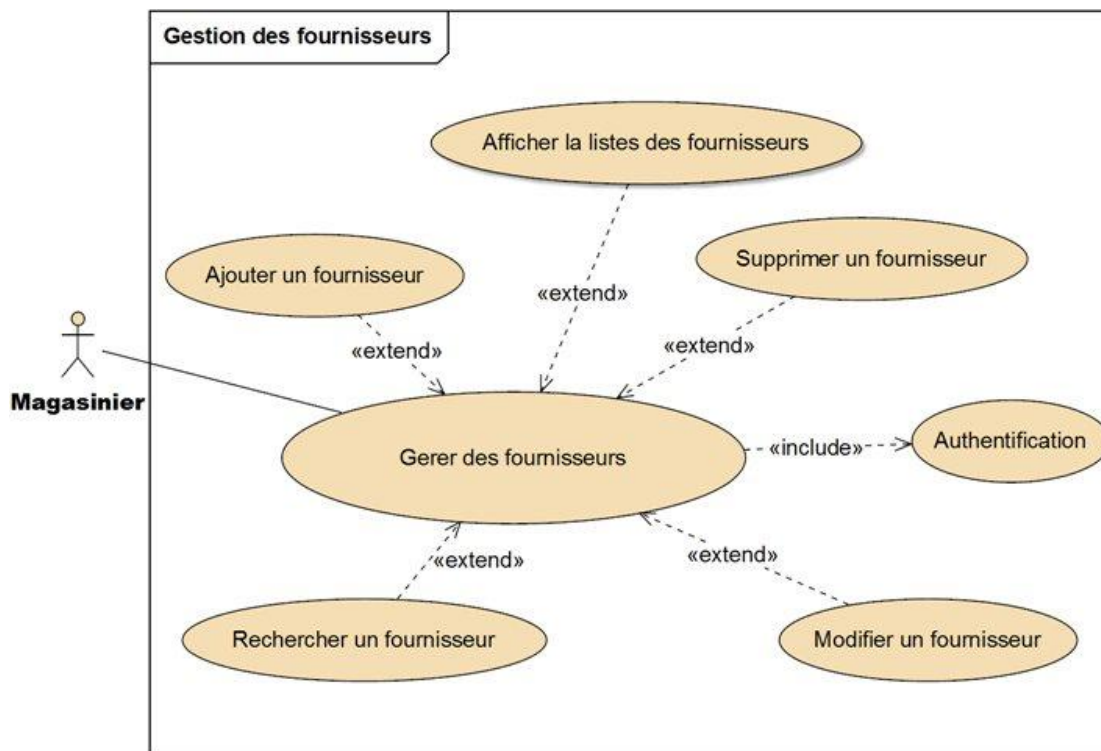 Gestion des fournisseurs
Afficher la listes des fournisseurs
Supprimer un fournisseur
Ajouter un fournisseur
«extend»
«extend»
«extend»
Magasinier
Gerer des fournisseurs
«include»
Authentification
«extend»
«extend»
Rechercher un fournisseur
Modifier un fournisseur